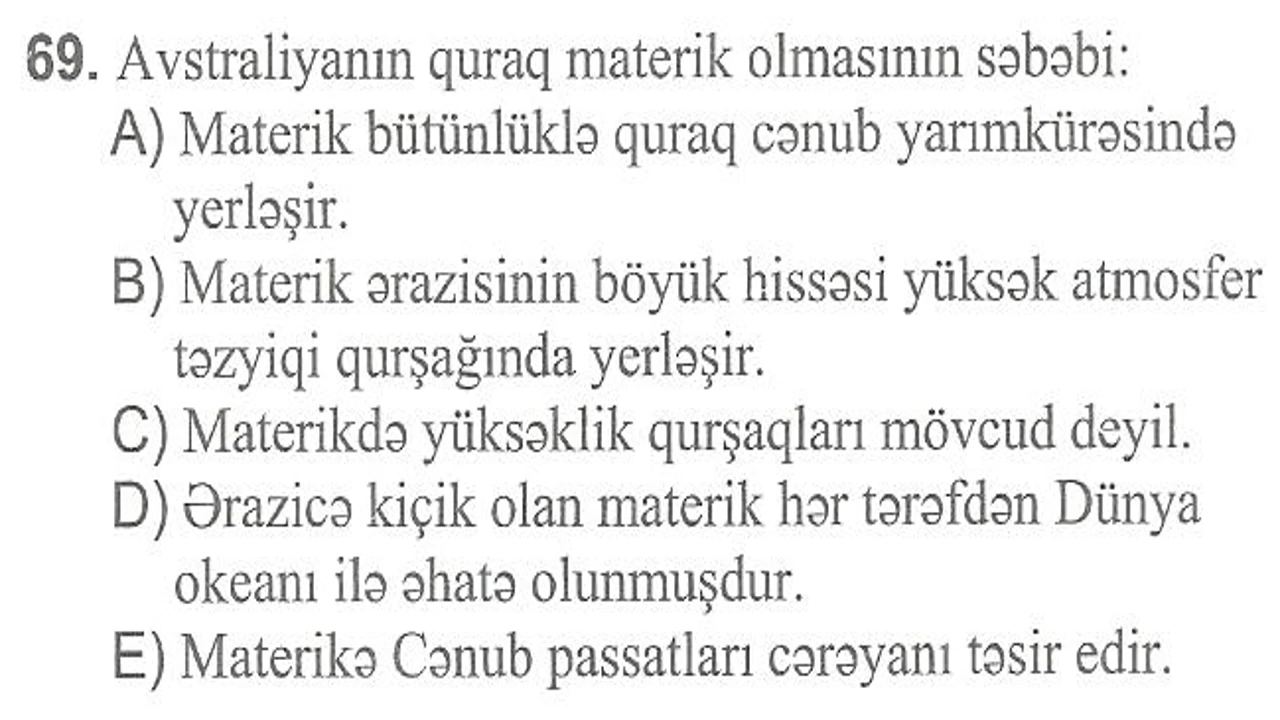 69. Avstraliyanın quraq materik olmasının səbəbi:
A) Materik bütünlüklə quraq cənub yarımkürəsində
yerləşir.
B) Materik ərazisinin böyük hissəsi yüksək atmosfer
təzyiqi qurşağında yerləşir.
C) Materikdə yüksəklik qurşaqları mövcud deyil.
D) Ərazicə kiçik olan materik hər tərəfdən Dünya
okeanı ilə əhatə olunmuşdur.
E) Materikə Cənub passatları cərəyanı təsir edir.